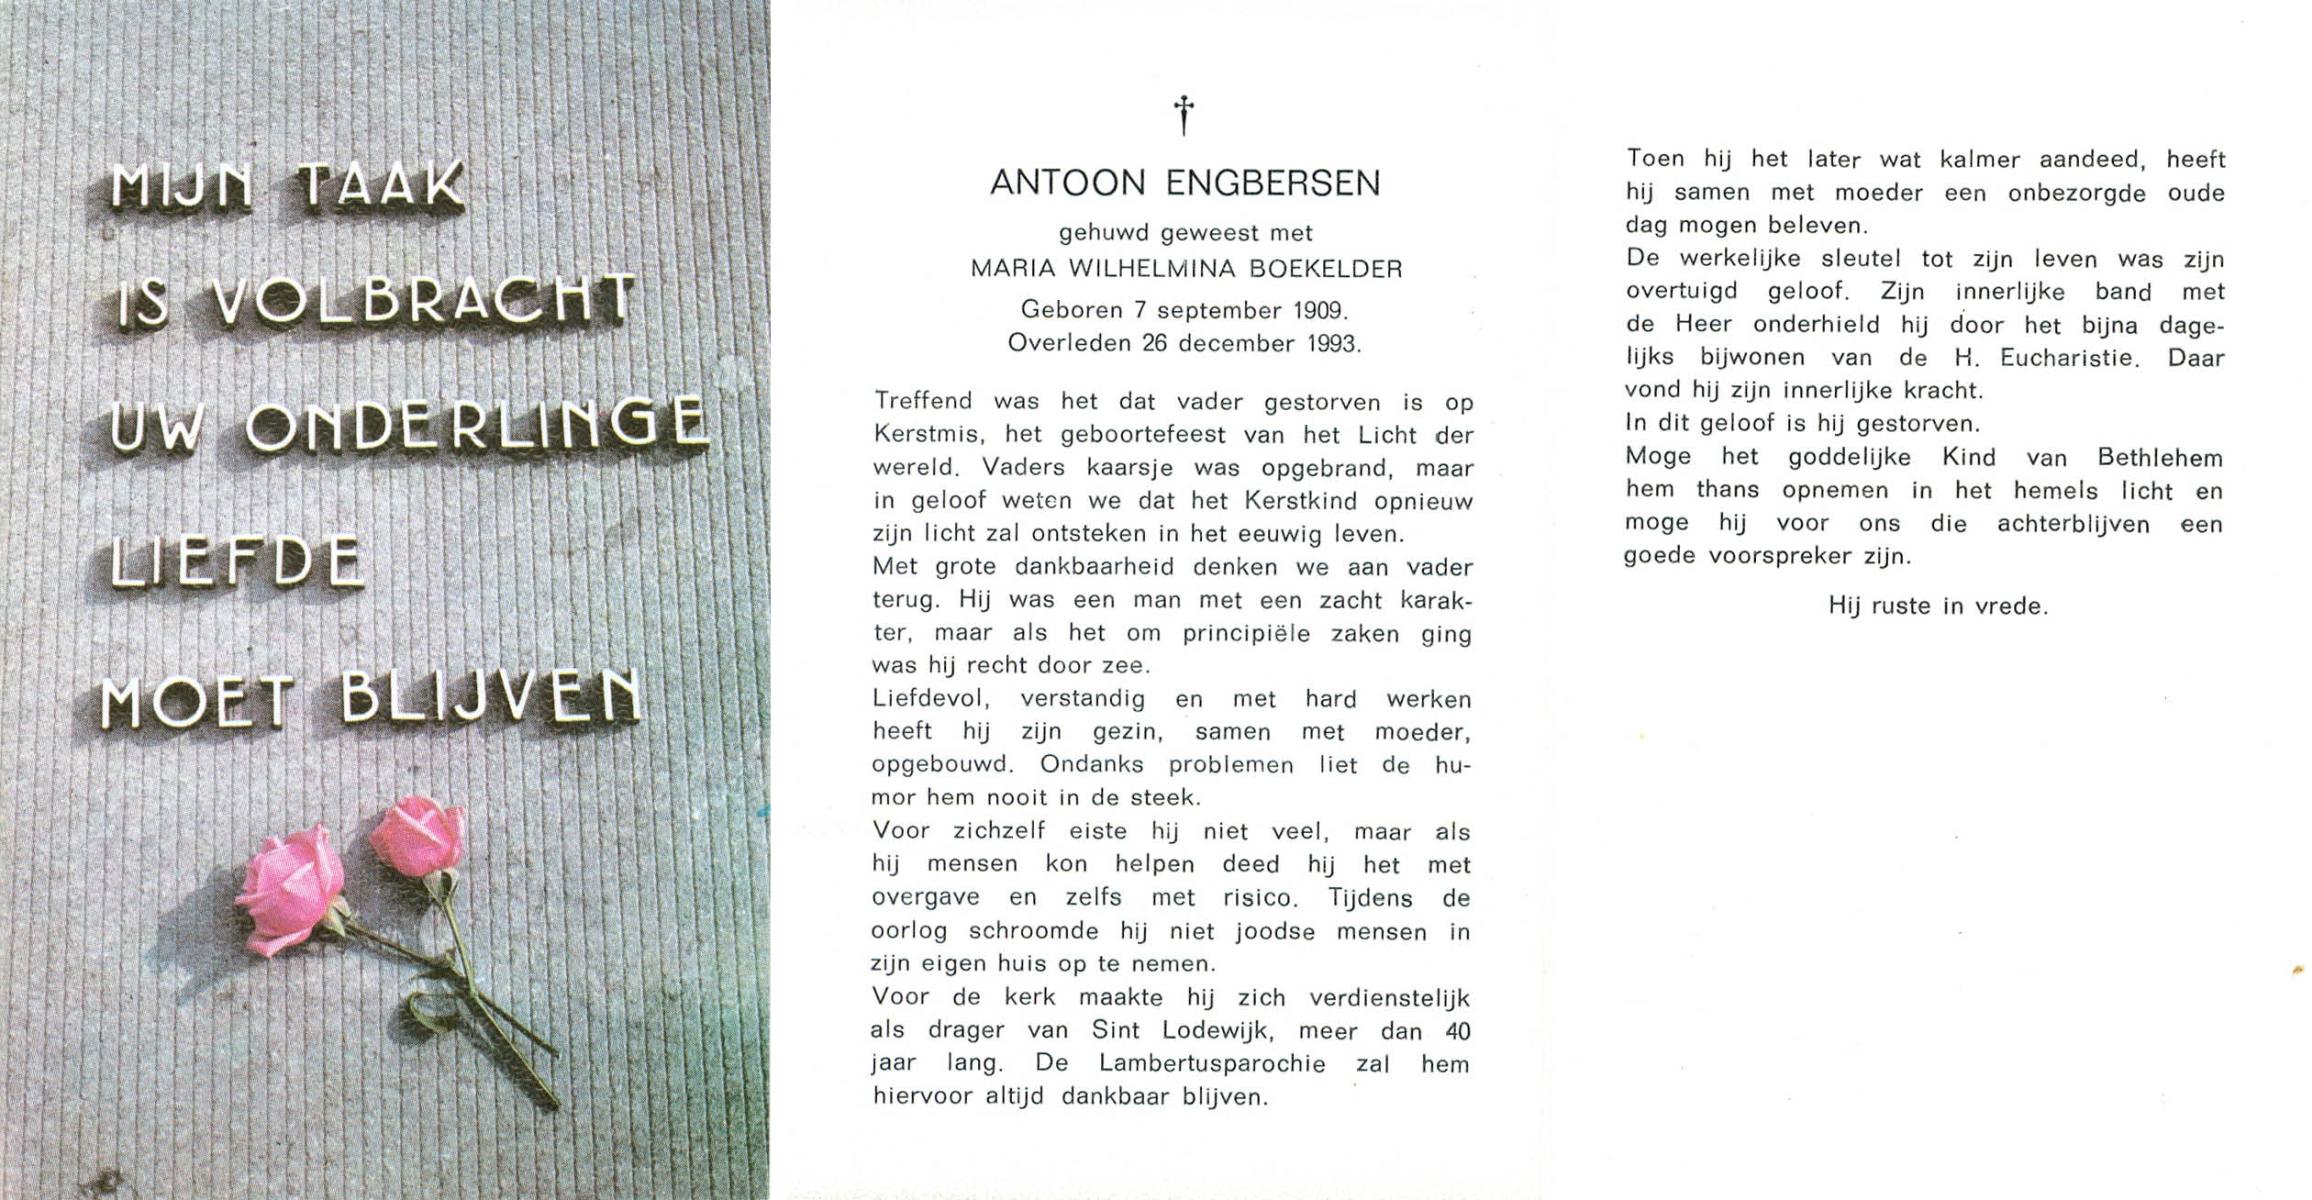 MIJN TAAK
IS VOLBRACHT
UW ONDERLINGE
LIEFDE
MOET BLIJVEN
ANTOON ENGBERSEN
gehuwd geweest met
MARIA WILHELMINA BOEKELDER
Geboren 7 september 1909.
Overleden 26 december 1993.
Treffend was het dat vader gestorven is op
Kerstmis, het geboortefeest van het Licht der
wereld. Vaders kaarsje was opgebrand, maar
in geloof weten we dat het Kerstkind opnieuw
zijn licht zal ontsteken in het eeuwig leven.
Met grote dankbaarheid denken we aan vader
terug. Hij was een man met een zacht karak-
ter, maar als het om principiële zaken ging
was hij recht door zee.
Liefdevol, verstandig en met hard werken
heeft hij zijn gezin, samen met moeder,
opgebouwd. Ondanks problemen liet de hu-
mor hem nooit in de steek.
Voor zichzelf eiste hij niet veel, maar als
hij mensen kon helpen deed hij het met
overgave en zelfs met risico. Tijdens de
oorlog schroomde hij niet joodse mensen in
zijn eigen huis op te nemen.
Voor de kerk maakte hij zich verdienstelijk
als drager van Sint Lodewijk, meer dan 40
jaar lang. De Lambertusparochie zal hem
hiervoor altijd dankbaar blijven.
Toen hij het later wat kalmer aandeed, heeft
hij samen met moeder een onbezorgde oude
dag mogen beleven.
De werkelijke sleutel tot zijn leven was zijn
overtuigd geloof. Zijn innerlijke band met
de Heer onderhield hij door het bijna dage-
lijks bijwonen van de H. Eucharistie. Daar
vond hij zijn innerlijke kracht.
In dit geloof is hij gestorven.
Moge het goddelijke Kind van Bethlehem
hem thans opnemen in het hemels licht en
moge hij voor ons die achterblijven een
goede voorspreker zijn.
Hij ruste in vrede.